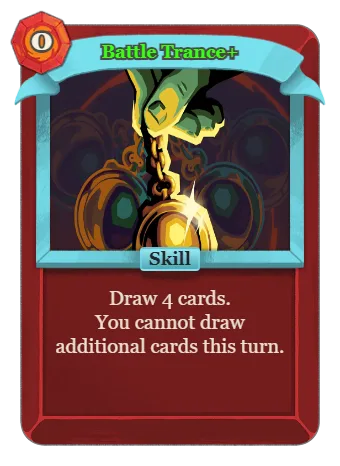 0
Battle Trance+
Skill
Draw 4 cards.
You cannot draw
additional cards this turn.